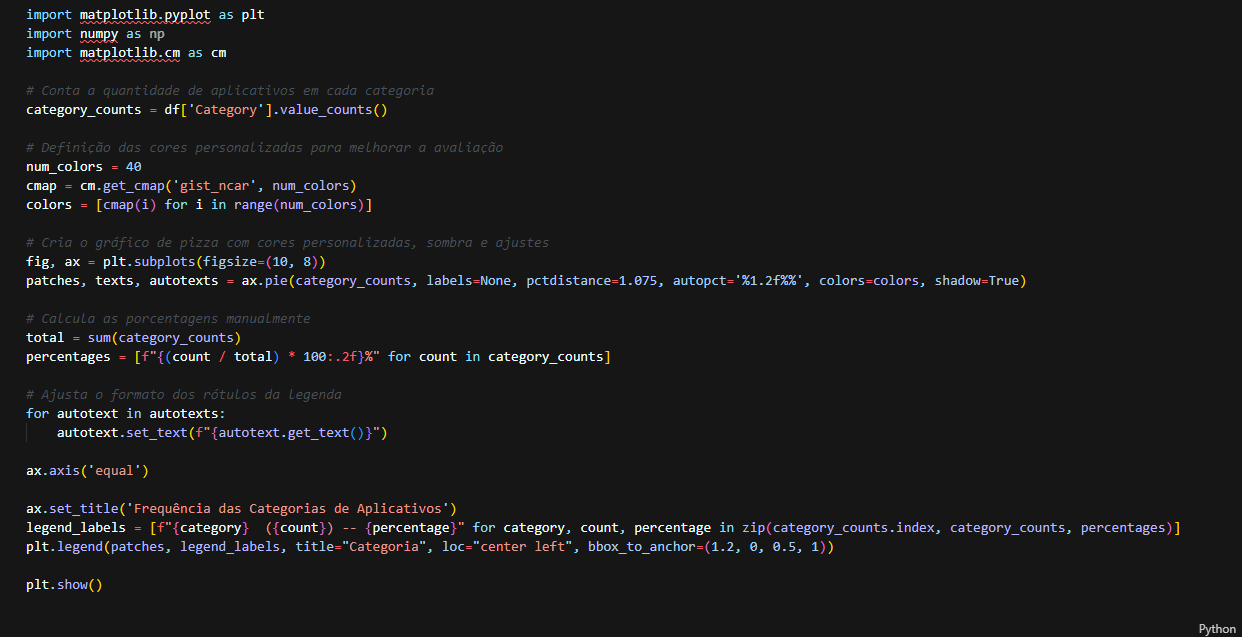 import matplotlib.pyplot as plt
import numpy as np
import matplotlib.cm as cm
# Conta a quantidade de aplicativos em cada categoria
category_counts = df['Category'].value_counts()
# Definição das cores personalizadas para melhorar a avaliação
num_colors = 40
cmap = cm.get_cmap('gist_ncar', num_colors)
colors = [cmap(i) for i in range(num_colors)]
# Cria o gráfico de pizza com cores personalizadas, sombra e ajustes
fig, ax = plt.subplots(figsize=(10, 8))
patches, texts, autotexts = ax.pie(category_counts, labels=None, pctdistance=1.075, autopct='%1.2f%%', colors=colors, shadow=True)
# Calcula as porcentagens manualmente
total = sum(category_counts)
percentages = [f"{(count / total) * 100:.2f}%" for count in category_counts]
# Ajusta o formato dos rótulos da legenda
for autotext in autotexts:
    autotext.set_text(f"{autotext.get_text()}")
ax.axis('equal')
ax.set_title('Frequência das Categorias de Aplicativos')
legend_labels = [f"{category}  ({count}) -- {percentage}" for category, count, percentage in zip(category_counts.index, category_counts, percentages)]
plt.legend(patches, legend_labels, title="Categoria", loc="center left", bbox_to_anchor=(1.2, 0, 0.5, 1))
plt.show()
Python